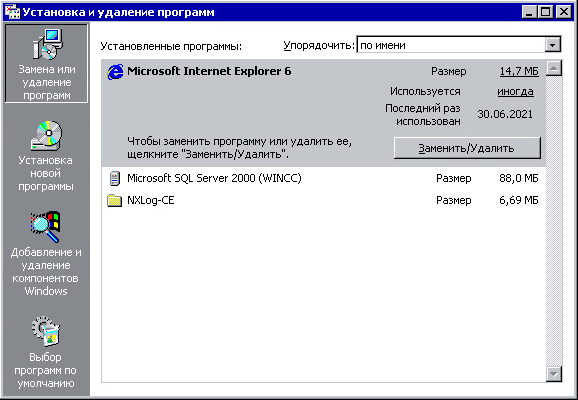 Установка и удаление программ
Замена или
удаление
программ
Установка
новой
программы
Добавление и
удаление
компонентов
Windows
Выбор
программ по
умолчанию
Установленные программы:
Упорядочить: по имени
Microsoft Internet Explorer 6
Размер 14,7 МБ
Используется иногда
Последний раз
использован 30.06.2021
Чтобы заменить программу или удалить ее,
щелкните "Заменить/Удалить".
Заменить/Удалить
Microsoft SQL Server 2000 (WINCC) Размер 88,0 МБ
NXLog-CE Размер 6,69 МБ